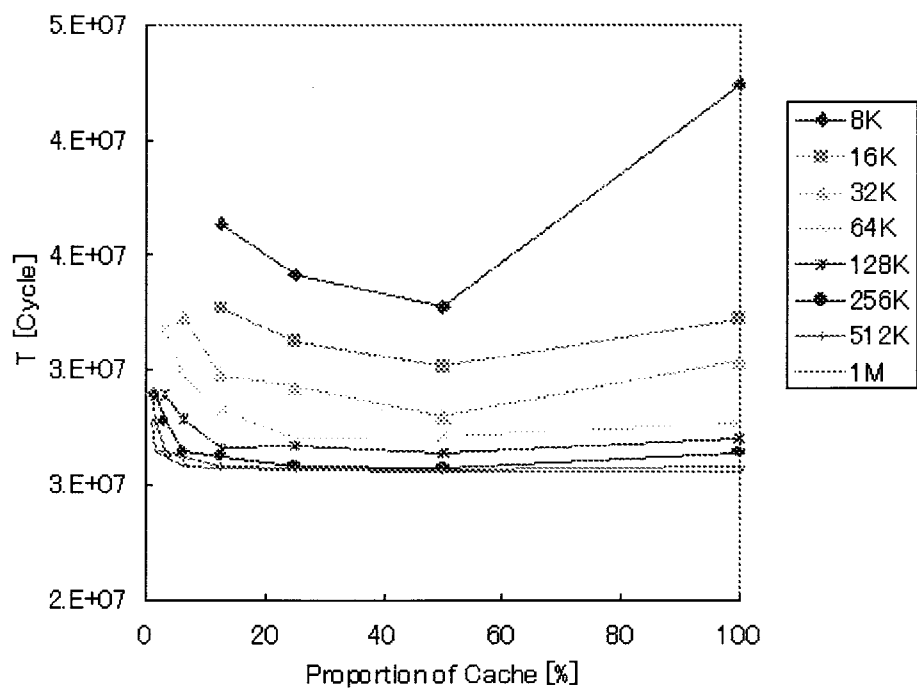 5.E+07
4.E+07
4.E+07
3.E+07
3.E+07
2.E+07
T [Cycle]
0 20 40 60 80 100
Proportion of Cache [%]
8K
16K
32K
64K
128K
256K
512K
1M